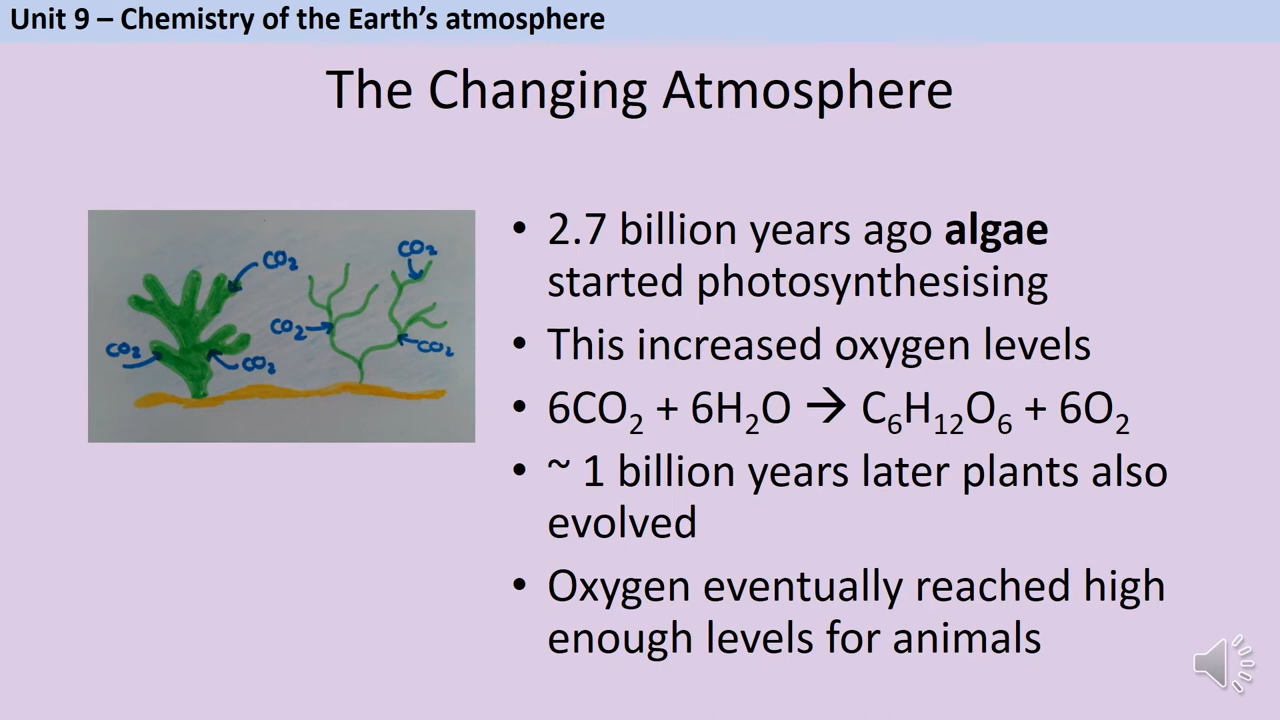 Unit 9 – Chemistry of the Earth's atmosphere
The Changing Atmosphere
CO₂
CO₂
CO₂
CO₂
CO₂
CO₂
• 2.7 billion years ago algae
started photosynthesising
• This increased oxygen levels
• 6CO₂ + 6H₂O → C₆H₁₂O₆ + 6O₂
• ~ 1 billion years later plants also
evolved
• Oxygen eventually reached high
enough levels for animals